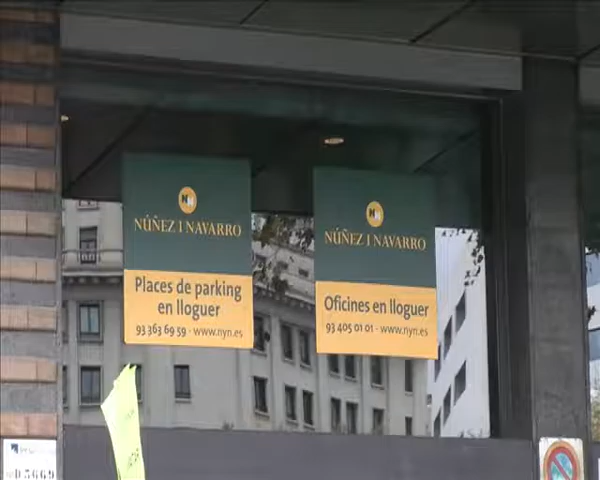 NÚÑEZ I NAVARRO
Places de parking
en lloguer
93 363 69 59 - www.nyn.es
NÚÑEZ I NAVARRO
Oficines en lloguer
93 405 01 01 - www.nyn.es